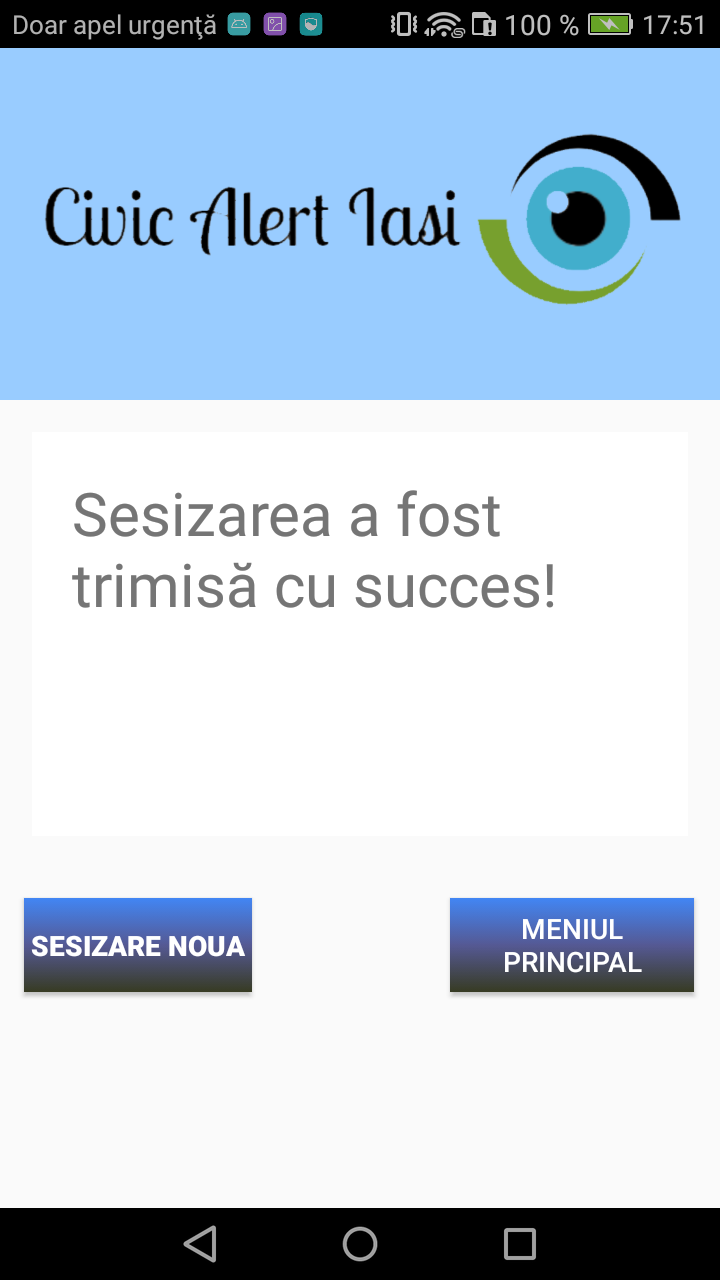 Doar apel urgenţă 100 % 17:51
Civic Alert Iasi
Sesizarea a fost
trimisă cu succes!
SESIZARE NOUA
MENIUL
PRINCIPAL